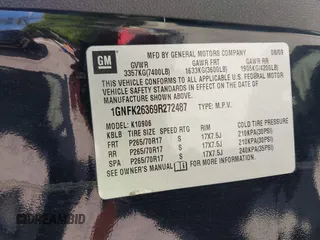 GM
MFD BY GENERAL MOTORS COMPANY 08/09
GVWR GAWR FRT GAWR RR
3357KG(7400LB) 1633KG(3600LB) 1905KG(4200LB)
THIS VEHICLE CONFORMS TO ALL APPLICABLE U.S. FEDERAL MOTOR
VEHICLE SAFETY STANDARDS IN EFFECT ON THE DATE OF
MANUFACTURE SHOWN ABOVE.
1GNFK26369R272487
TYPE: M.P.V.
K10906
KBLB TIRE SIZE SPEED RTG RIM COLD TIRE PRESSURE
FRT P265/70R17 S 17X7.5J 210KPA(30PSI)
RR P265/70R17 S 17X7.5J 210KPA(30PSI)
SPA P265/70R17 S 17X7.5J 240KPA(35PSI)
SEE OWNER'S MANUAL FOR ADDITIONAL INFORMATION.
DREAMBID